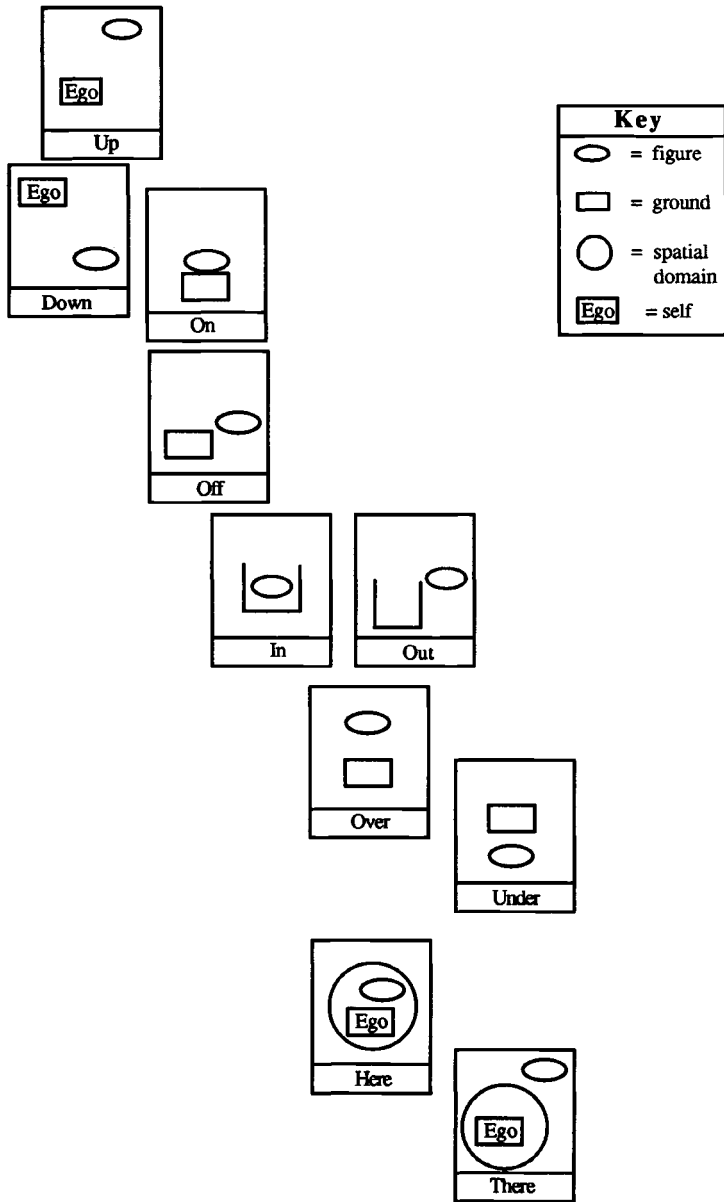 Ego
Up
Ego
Down
On
Off
In
Out
Over
Under
Ego
Here
Ego
There
Key
= figure
= ground
= spatial
domain
Ego = self